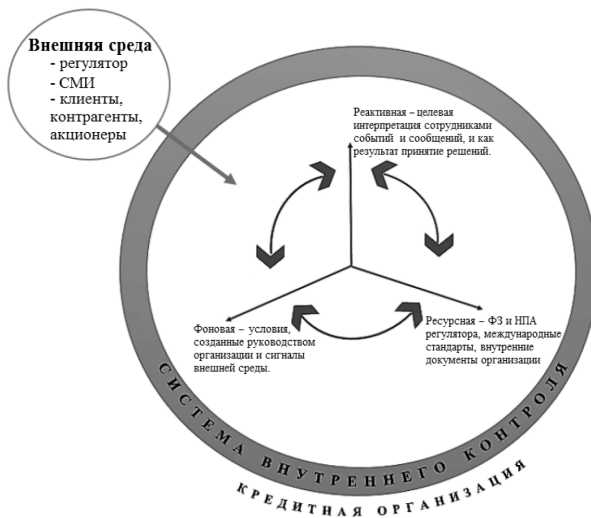 Внешняя среда
- регулятор
- СМИ
- клиенты,
контрагенты,
акционеры
Реактивная – целевая
интерпретация сотрудниками
событий и сообщений, и как
результат принятие решений.
Фоновая – условия,
созданные руководством
организации и сигналы
внешней среды.
Ресурсная – ФЗ и НПА
регулятора, международные
стандарты, внутренние
документы организации
СИСТЕМА ВНУТРЕННЕГО КОНТРОЛЯ
КРЕДИТНАЯ ОРГАНИЗАЦИЯ